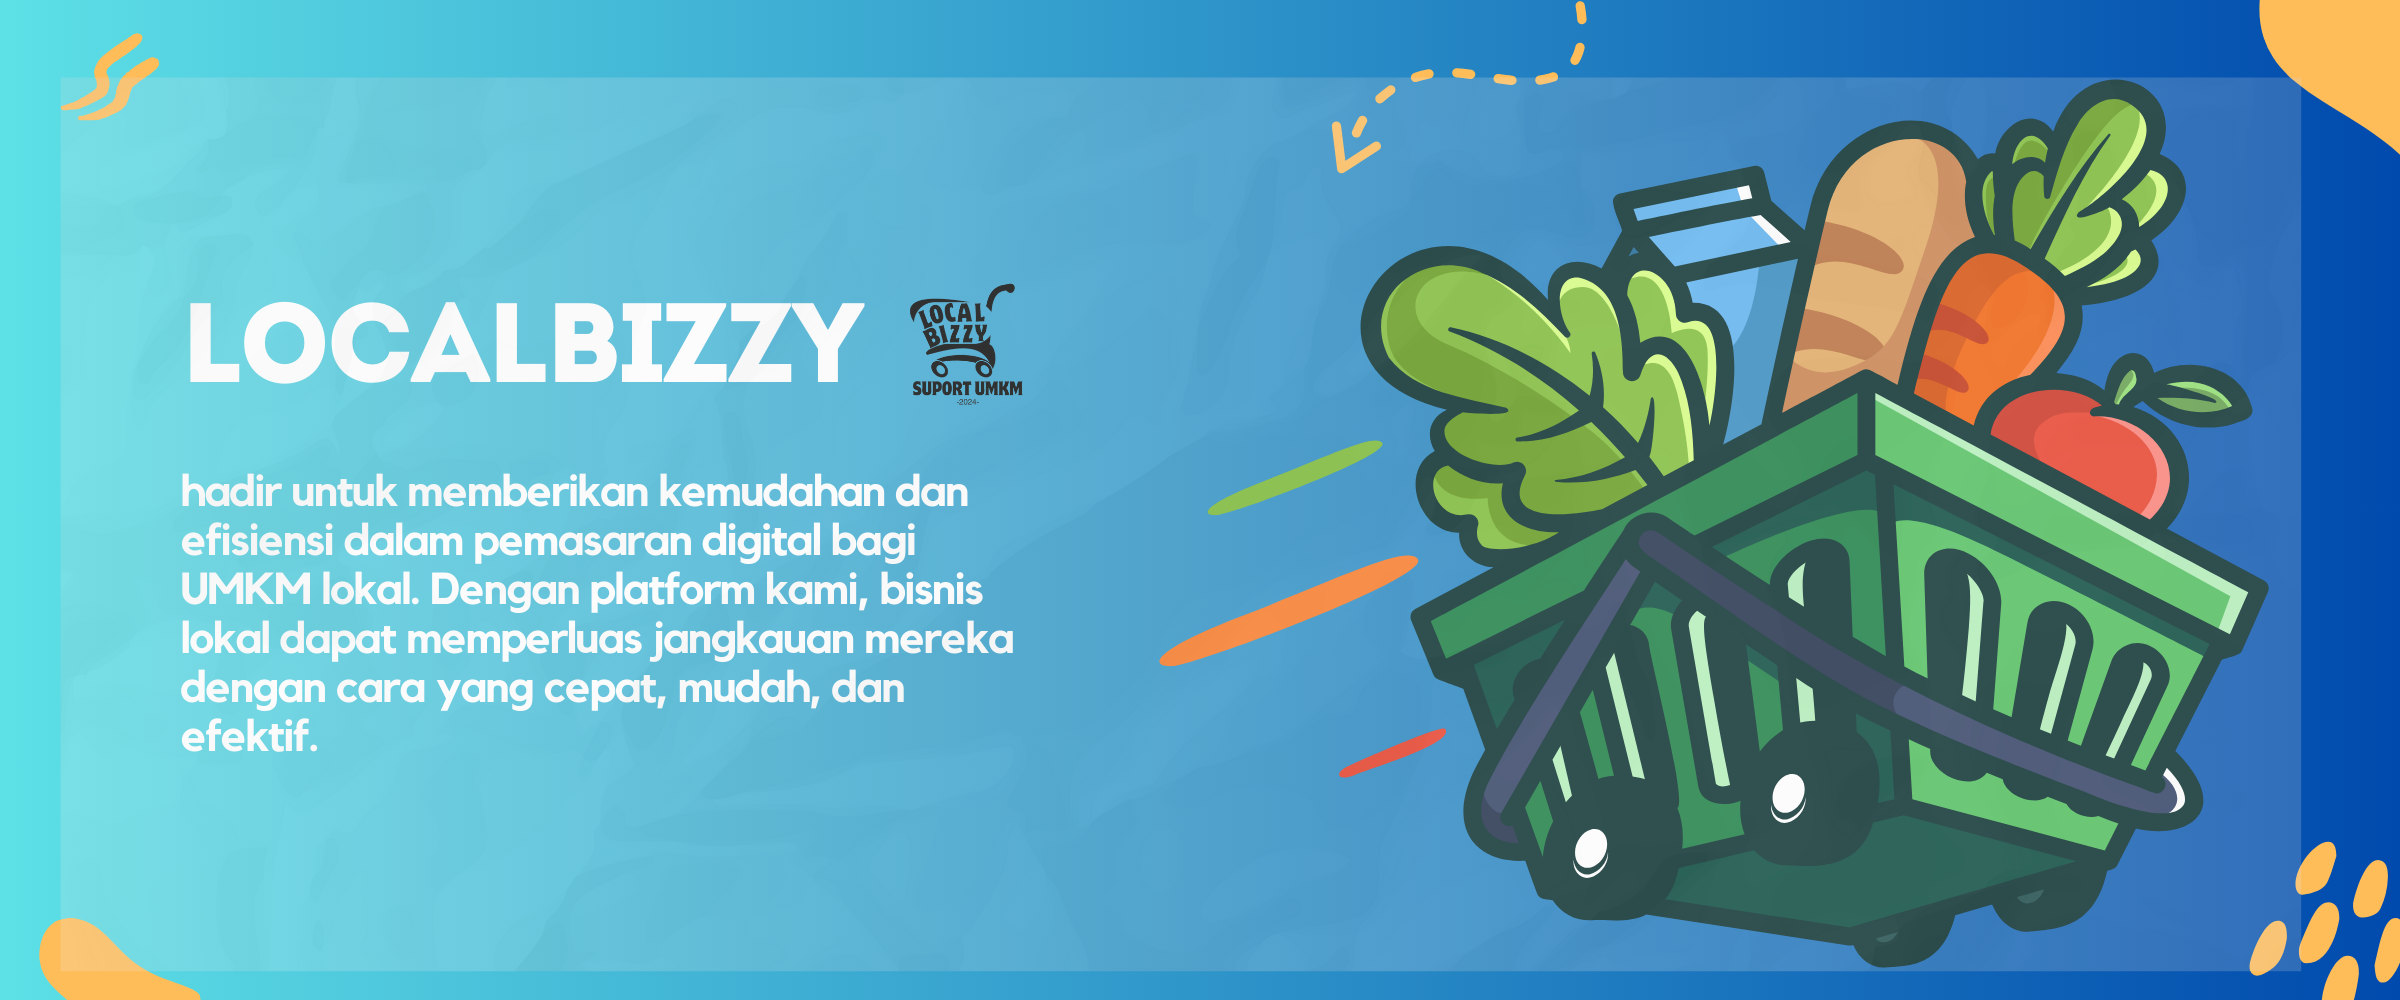 LOCALBIZZY
LOCAL
BIZZY
SUPORT UMKM
-2024-
hadir untuk memberikan kemudahan dan
efisiensi dalam pemasaran digital bagi
UMKM lokal. Dengan platform kami, bisnis
lokal dapat memperluas jangkauan mereka
dengan cara yang cepat, mudah, dan
efektif.